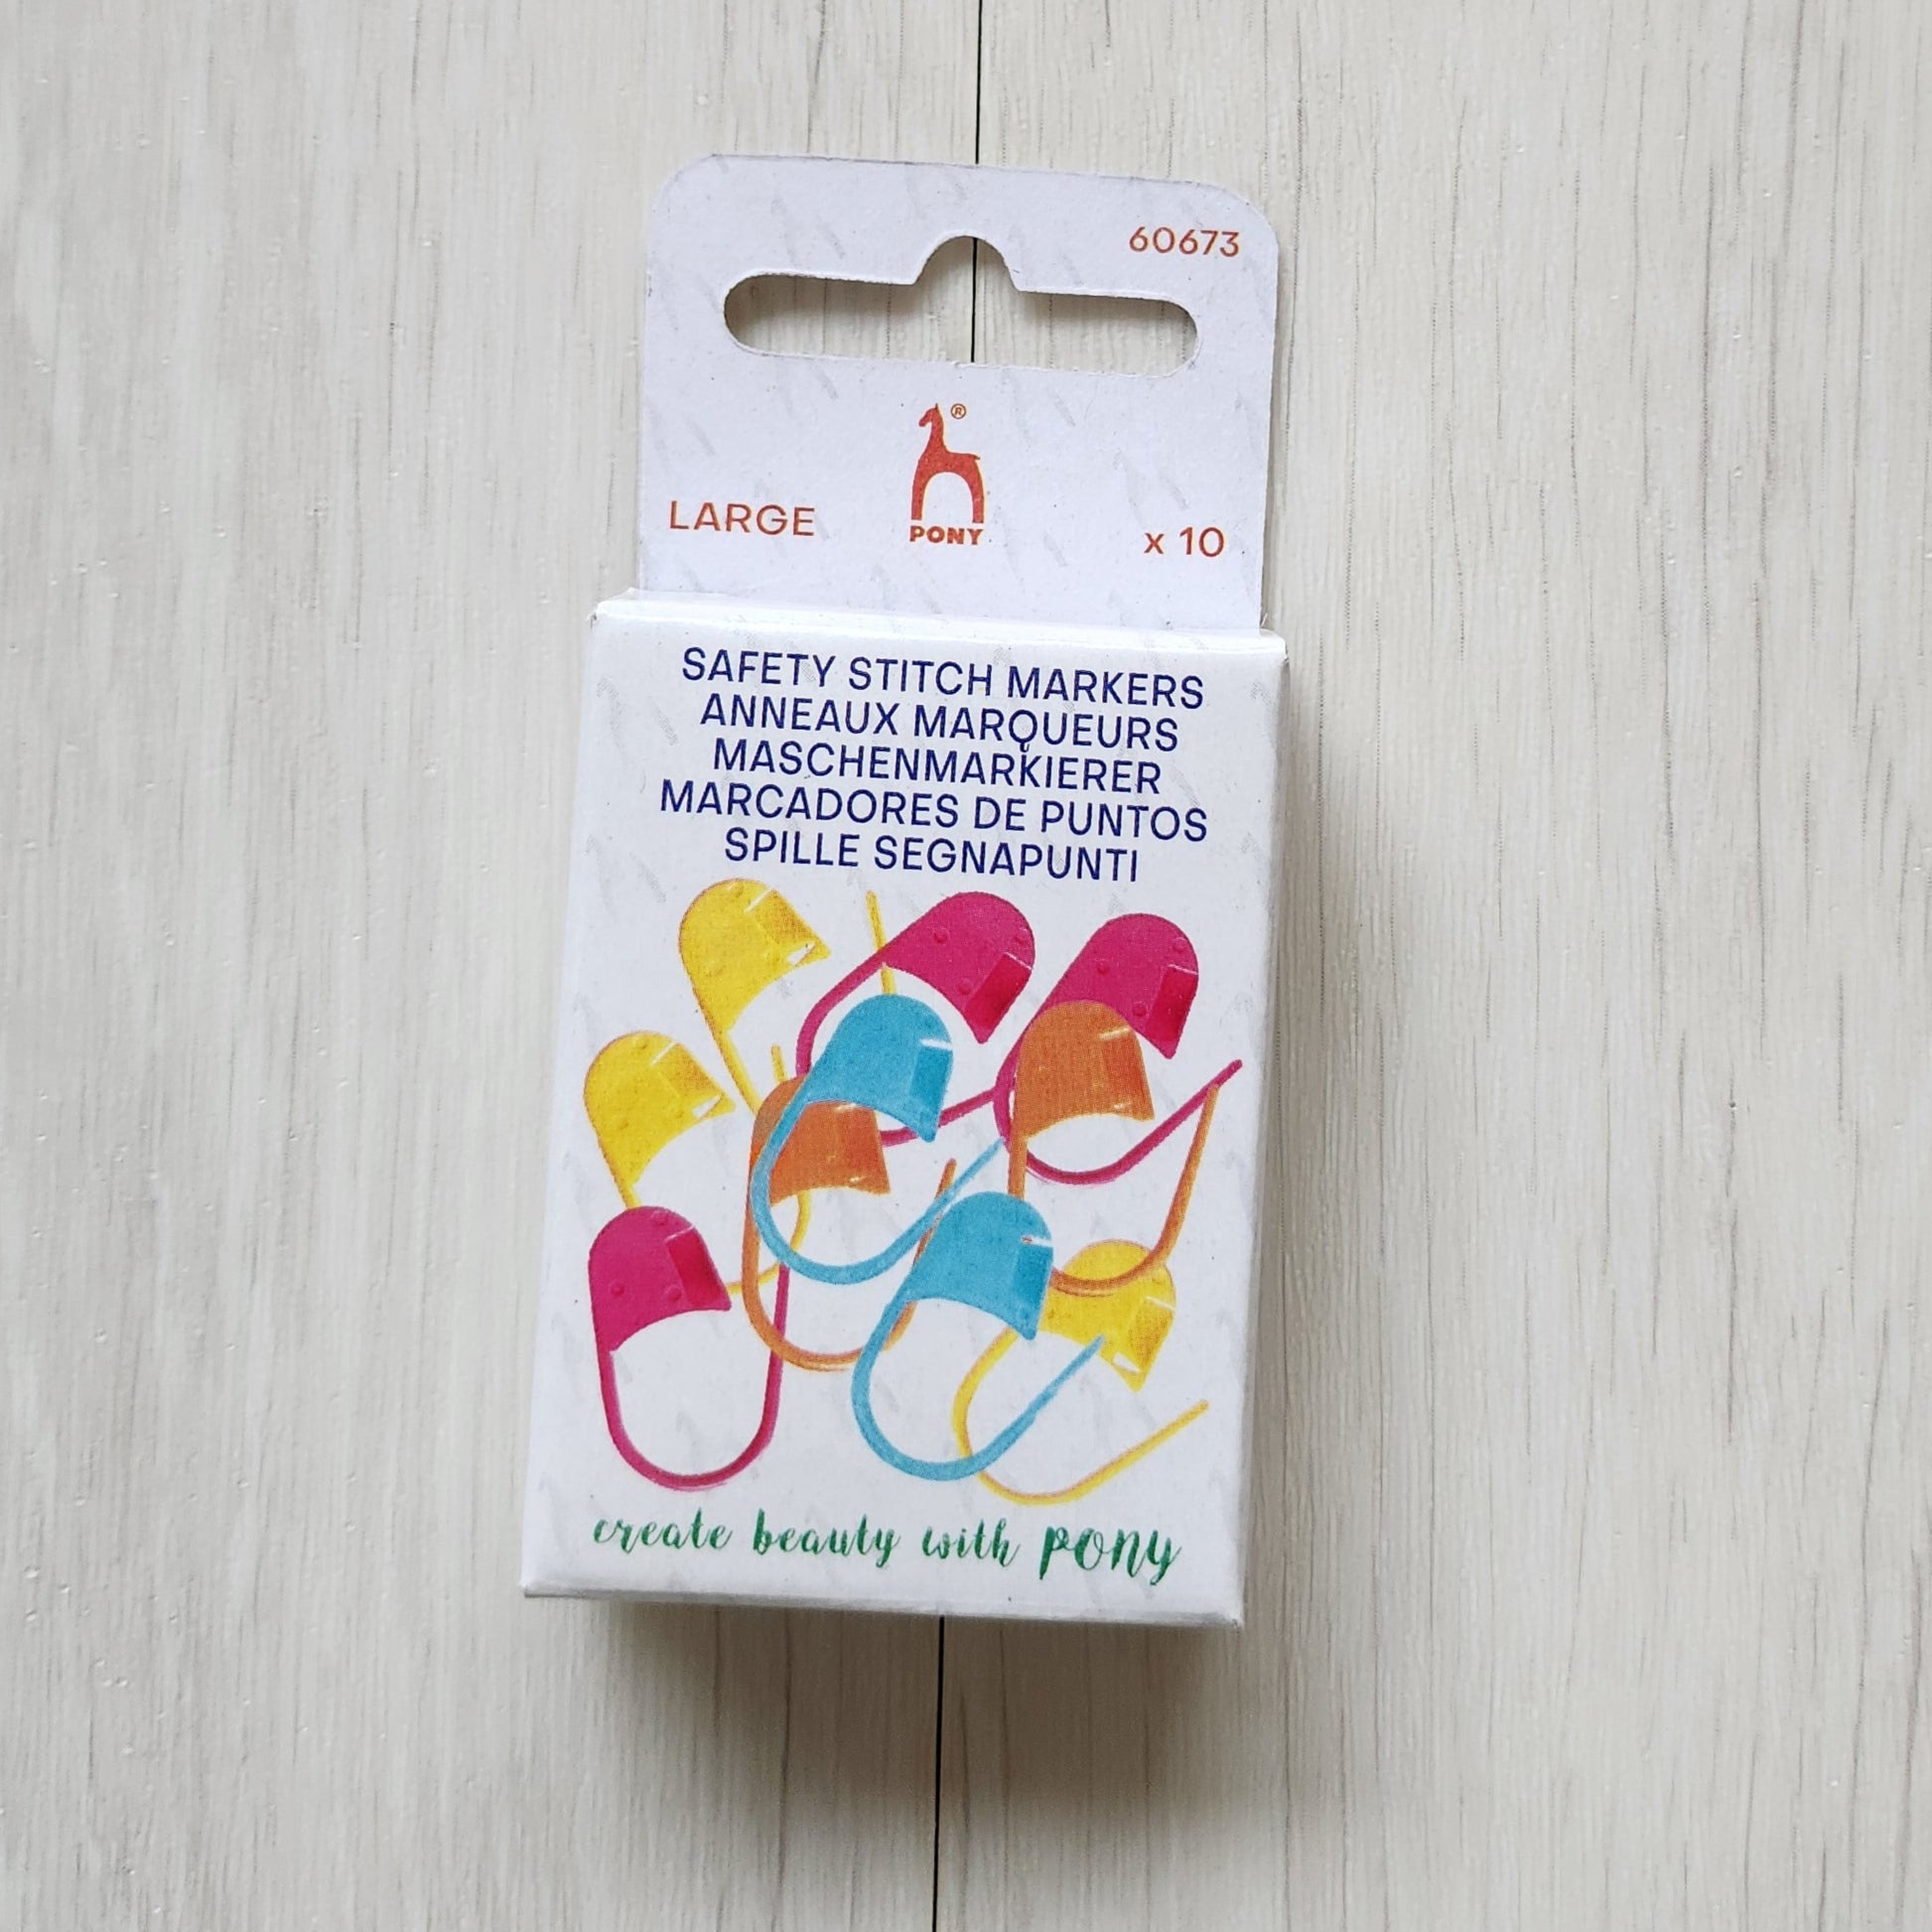 60673
®
LARGE PONY x 10
SAFETY STITCH MARKERS
ANNEAUX MARQUEURS
MASCHENMARKIERER
MARCADORES DE PUNTOS
SPILLE SEGNAPUNTI
create beauty with PONY